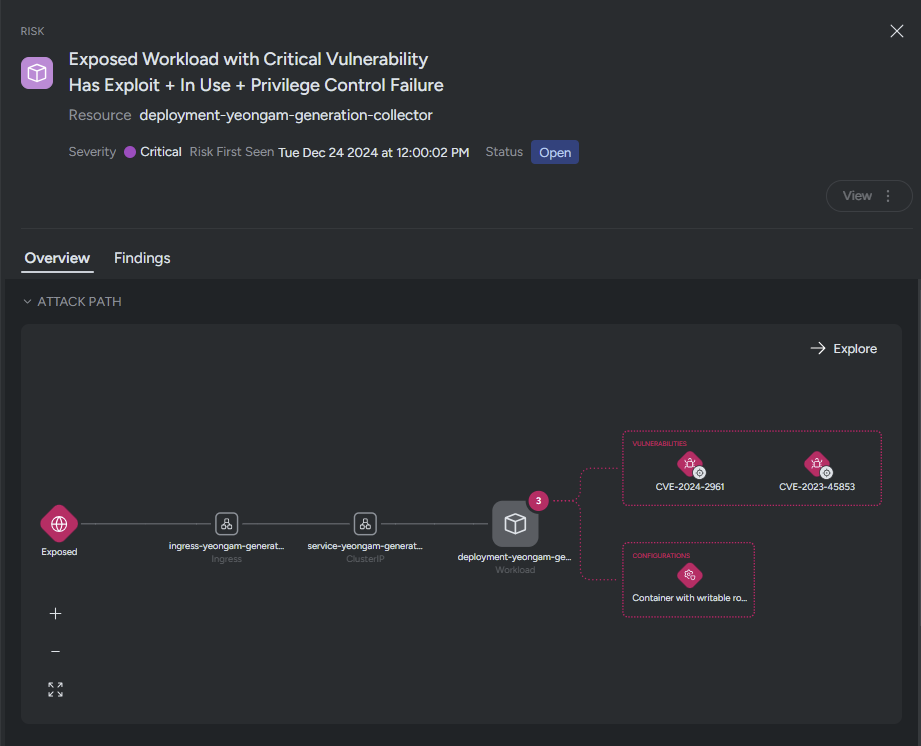 RISK
Exposed Workload with Critical Vulnerability
Has Exploit + In Use + Privilege Control Failure
Resource deployment-yeongam-generation-collector
Severity Critical Risk First Seen Tue Dec 24 2024 at 12:00:02 PM Status Open
View
Overview Findings
ATTACK PATH
Explore
VULNERABILITIES
CVE-2024-2961 CVE-2023-45853
3
Exposed
ingress-yeongam-generat...
Ingress
service-yeongam-generat...
ClusterIP
deployment-yeongam-ge...
Workload
CONFIGURATIONS
Container with writable ro...